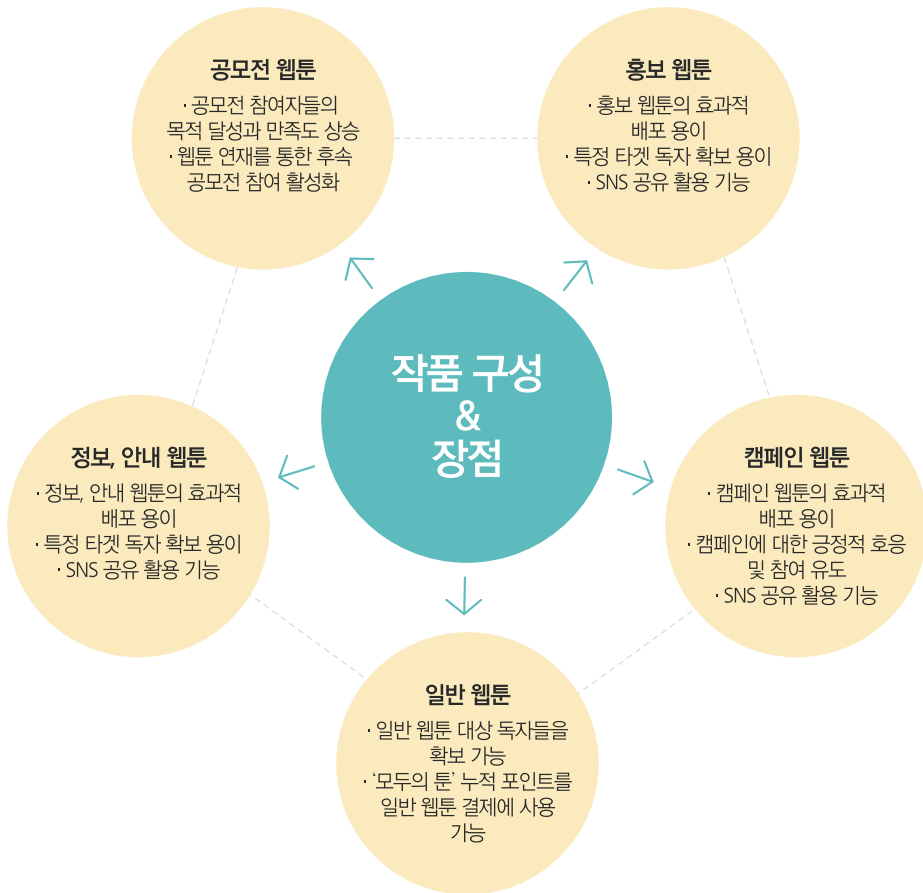 공모전 웹툰
· 공모전 참여자들의
목적 달성과 만족도 상승
· 웹툰 연재를 통한 후속
공모전 참여 활성화
홍보 웹툰
· 홍보 웹툰의 효과적
배포 용이
· 특정 타겟 독자 확보 용이
· SNS 공유 활용 기능
작품 구성
&
장점
정보, 안내 웹툰
· 정보, 안내 웹툰의 효과적
배포 용이
· 특정 타겟 독자 확보 용이
· SNS 공유 활용 기능
캠페인 웹툰
· 캠페인 웹툰의 효과적
배포 용이
· 캠페인에 대한 긍정적 호응
및 참여 유도
· SNS 공유 활용 기능
일반 웹툰
· 일반 웹툰 대상 독자들을
확보 가능
· ‘모두의 툰’ 누적 포인트를
일반 웹툰 결제에 사용
가능